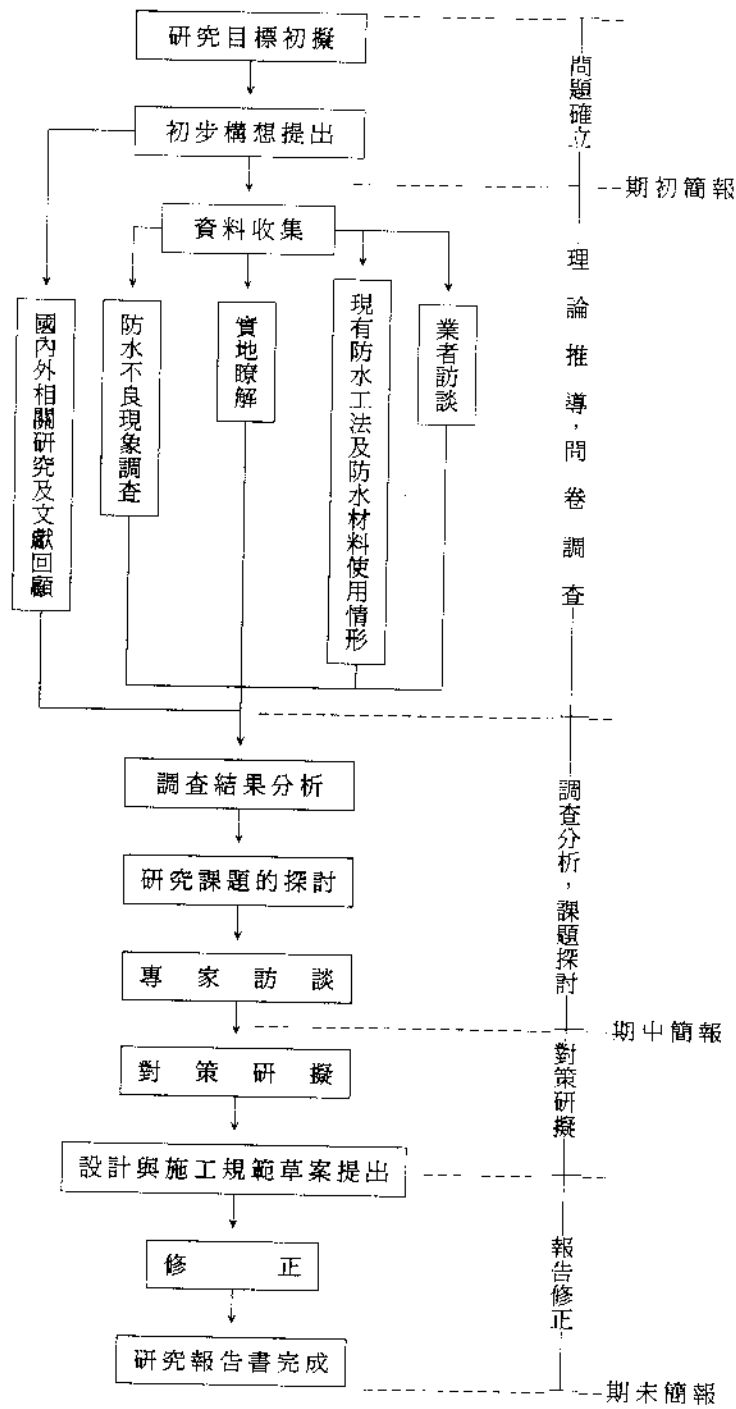 研究目標初擬
問題確立
初步構想提出
期初簡報
資料收集
理論推導，問卷調查
國內外相關研究及文獻回顧
防水不良現象調查
實地瞭解
現有防水工法及防水材料使用情形
業者訪談
調查結果分析
調查分析，課題探討
研究課題的探討
專家訪談
期中簡報
對策研擬
對策研擬
設計與施工規範草案提出
修正
報告修正
研究報告書完成
期末簡報